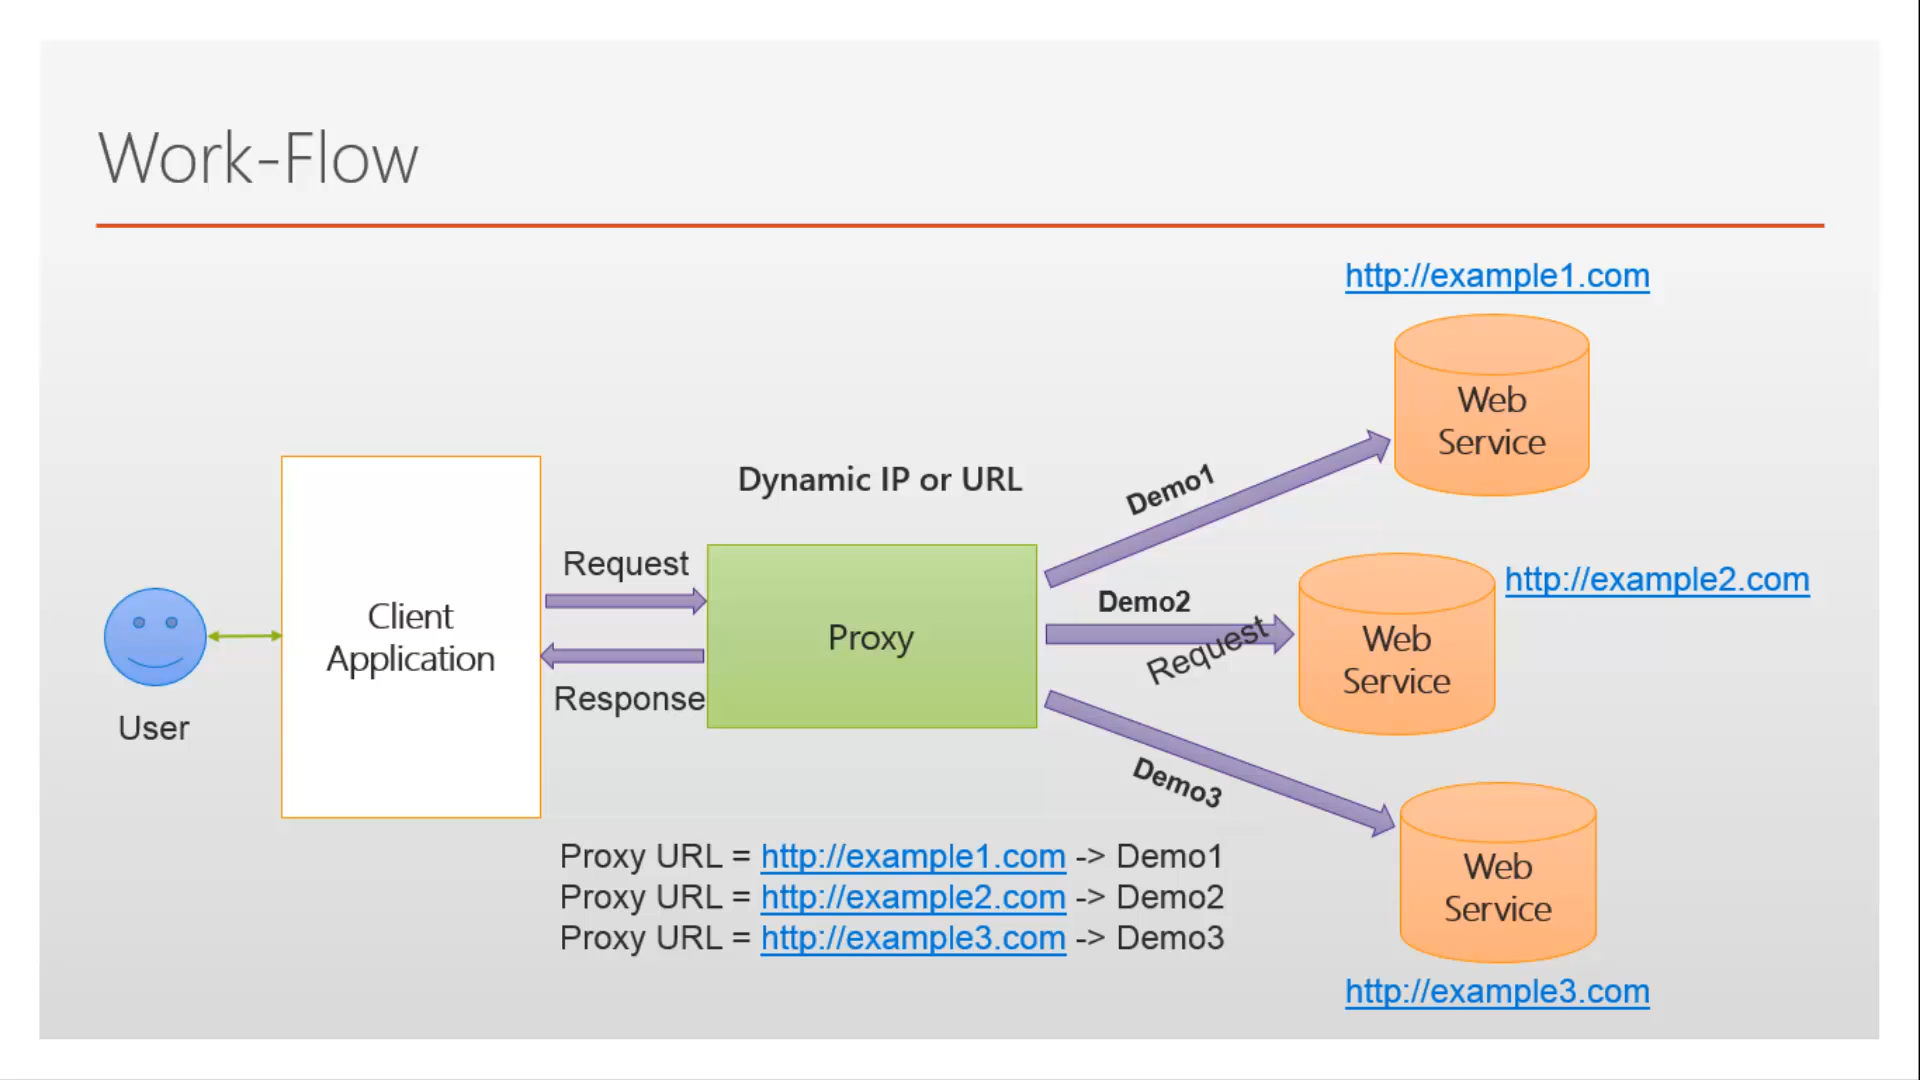 Work-Flow
http://example1.com
Web
Service
Dynamic IP or URL
Demo1
Request
Demo2
http://example2.com
Client
Application
Proxy
Request
Web
Service
Response
User
Demo3
Proxy URL = http://example1.com -> Demo1
Proxy URL = http://example2.com -> Demo2
Proxy URL = http://example3.com -> Demo3
Web
Service
http://example3.com